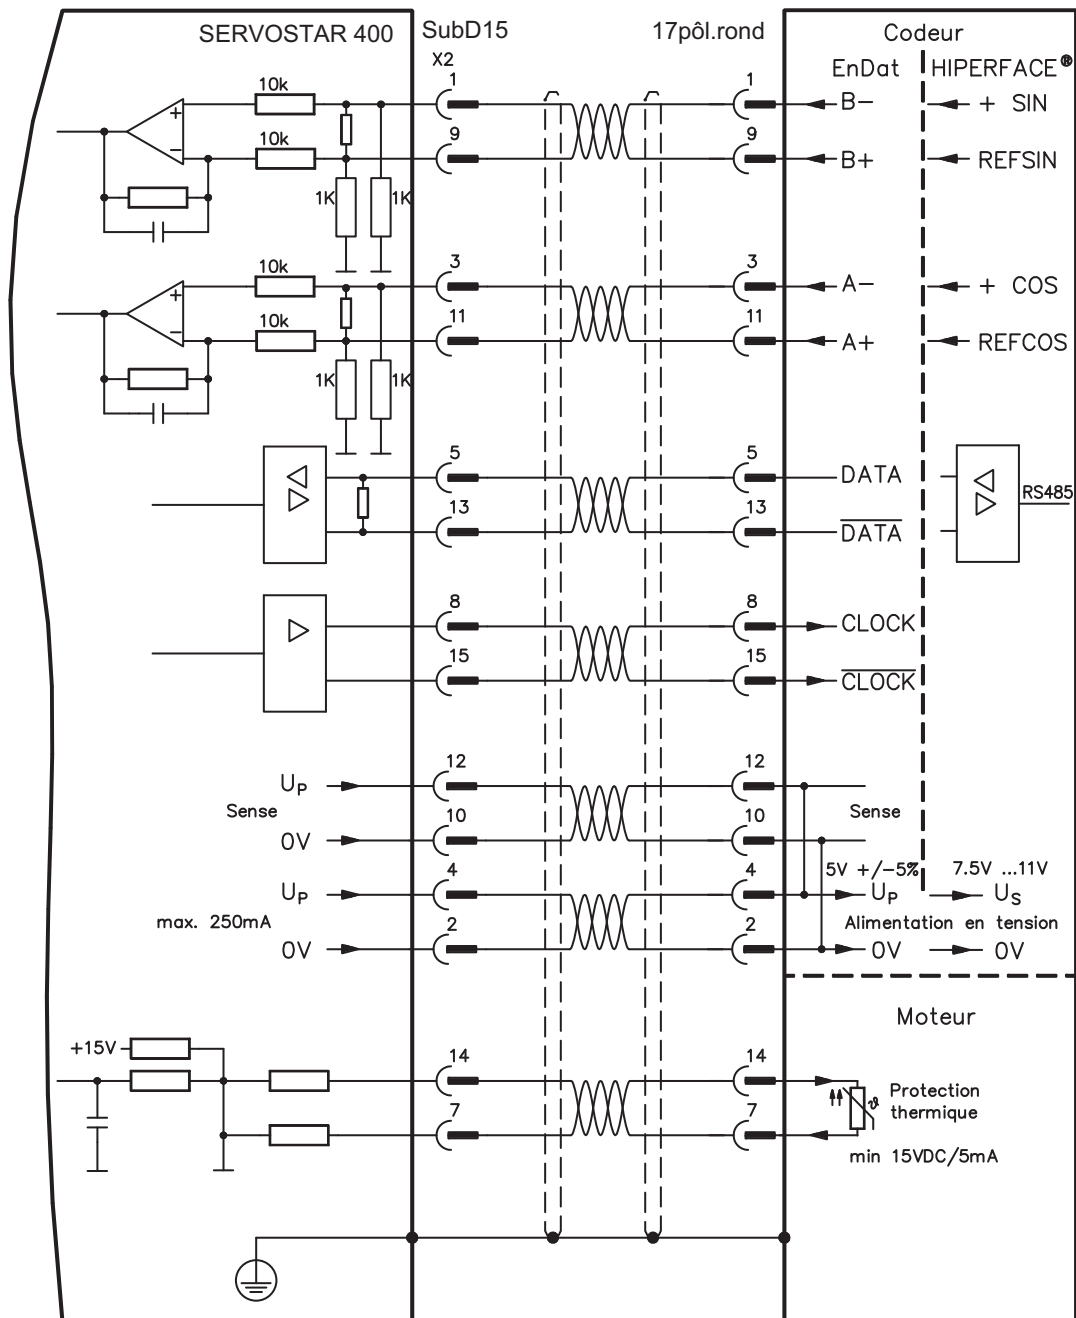 SERVOSTAR 400 SubD15 17pôl.rond Codeur
X2 EnDat HIPERFACE®
10k 1 1 B- + SIN
+
-
10k 9 9 B+ REFSIN
1K 1K
10k 3 3 A- + COS
+
-
10k 11 11 A+ REFCOS
1K 1K
5 5 DATA
RS485
13 13 DATA
8 8 CLOCK
15 15 CLOCK
UP 12 12
Sense Sense
0V 10 10
5V +/-5% 7.5V ...11V
UP 4 4 UP US
max. 250mA Alimentation en tension
0V 2 2 0V 0V
Moteur
+15V
14 14
Protection
thermique
ϑ
7 7
min 15VDC/5mA